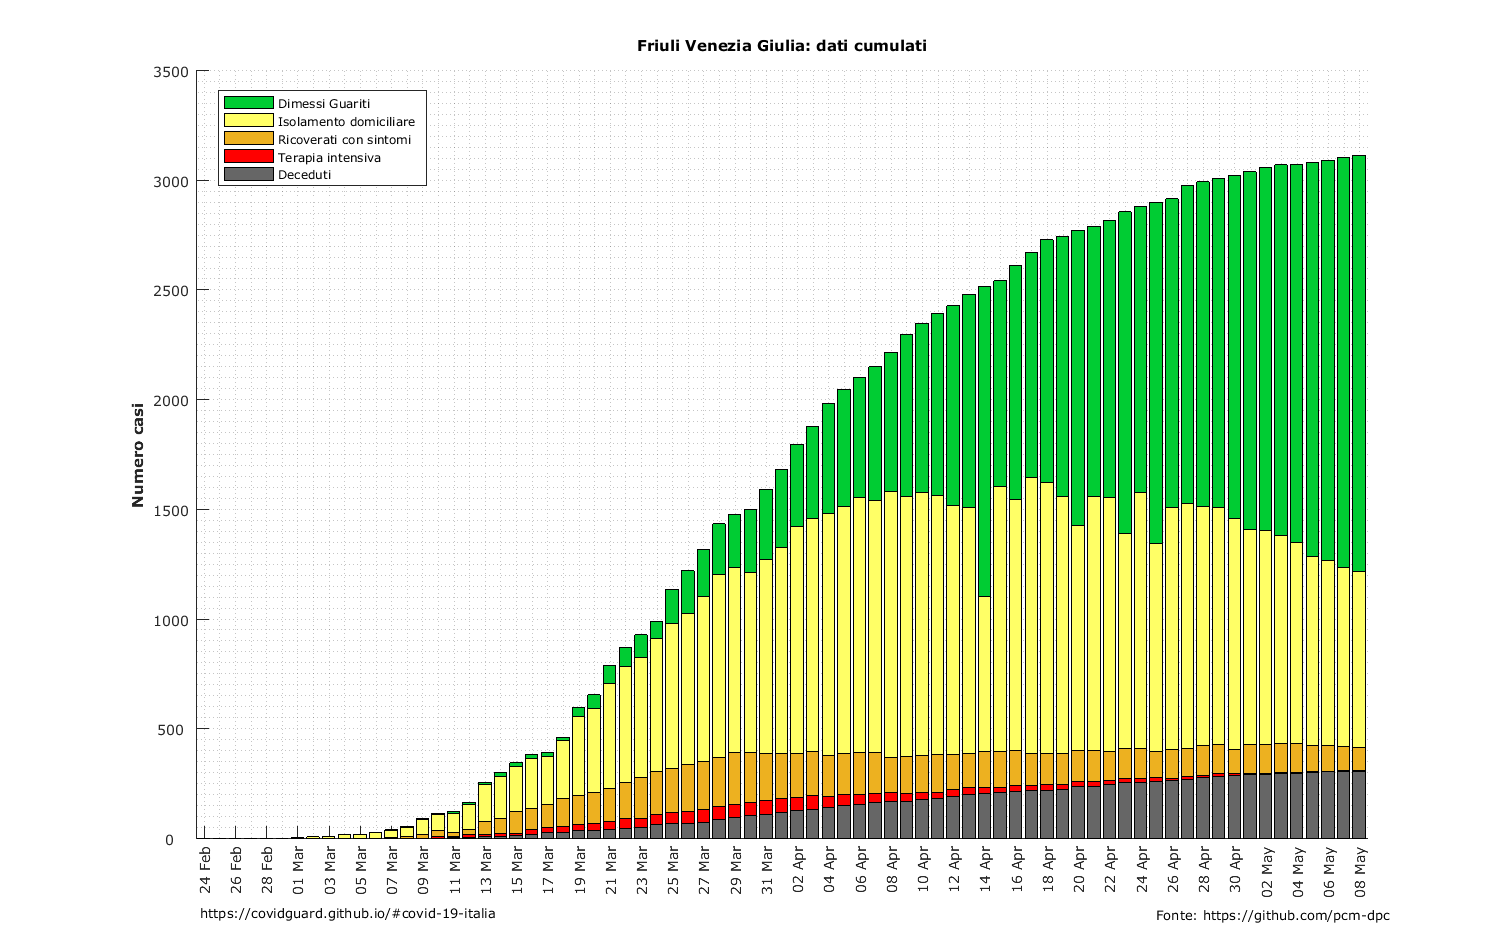 Friuli Venezia Giulia: dati cumulati
3500
3000
2500
2000
1500
1000
500
0
Numero casi
Dimessi Guariti
Isolamento domiciliare
Ricoverati con sintomi
Terapia intensiva
Deceduti
24 Feb
26 Feb
28 Feb
01 Mar
03 Mar
05 Mar
07 Mar
09 Mar
11 Mar
13 Mar
15 Mar
17 Mar
19 Mar
21 Mar
23 Mar
25 Mar
27 Mar
29 Mar
31 Mar
02 Apr
04 Apr
06 Apr
08 Apr
10 Apr
12 Apr
14 Apr
16 Apr
18 Apr
20 Apr
22 Apr
24 Apr
26 Apr
28 Apr
30 Apr
02 May
04 May
06 May
08 May
https://covidguard.github.io/#covid-19-italia
Fonte: https://github.com/pcm-dpc